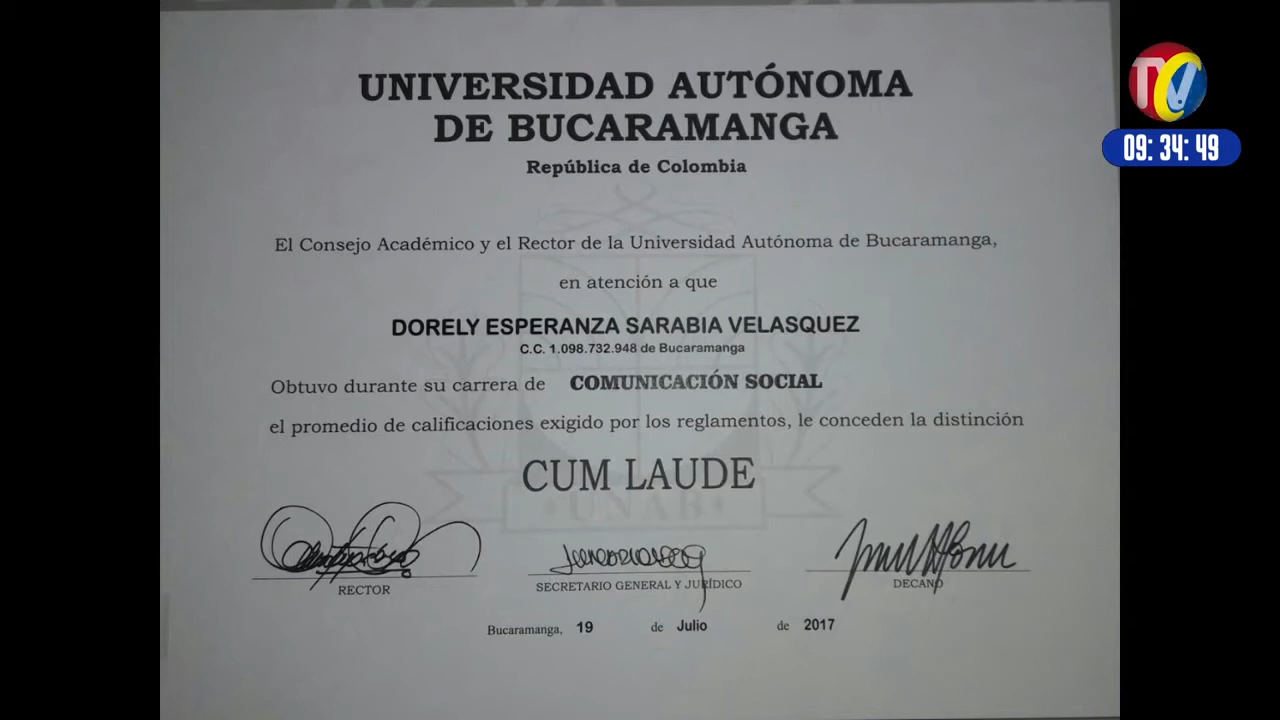 UNIVERSIDAD AUTÓNOMA
DE BUCARAMANGA
República de Colombia
TVC
09: 34: 49
El Consejo Académico y el Rector de la Universidad Autónoma de Bucaramanga,
en atención a que
DORELY ESPERANZA SARABIA VELASQUEZ
C.C. 1.098.732.948 de Bucaramanga
Obtuvo durante su carrera de COMUNICACIÓN SOCIAL
el promedio de calificaciones exigido por los reglamentos, le conceden la distinción
CUM LAUDE
UNAB
RECTOR
SECRETARIO GENERAL Y JURÍDICO
DECANO
Bucaramanga, 19 de Julio de 2017